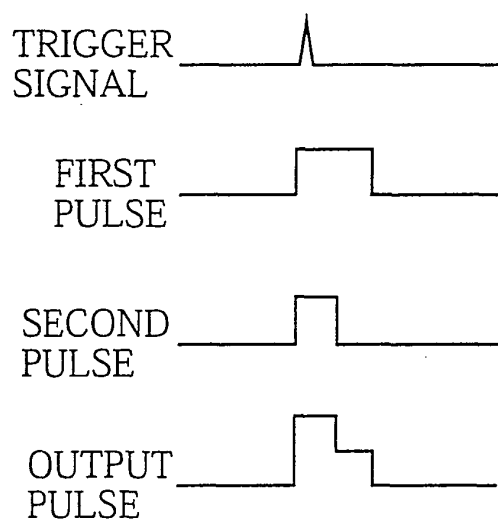 TRIGGER
SIGNAL
FIRST
PULSE
SECOND
PULSE
OUTPUT
PULSE